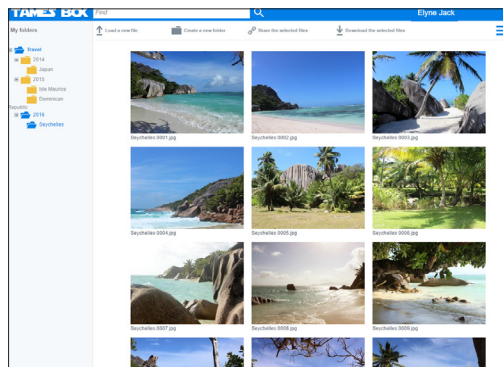 TAMES BOX
Find
Elyne Jack
My folders
Load a new file
Create a new folder
Share the selected files
Download the selected files
Travel
2014
Japan
2015
Isle Maurice
Dominican
Republic
2016
Seychelles
Seychelles 0001.jpg
Seychelles 0002.jpg
Seychelles 0003.jpg
Seychelles 0004.jpg
Seychelles 0005.jpg
Seychelles 0006.jpg
Seychelles 0007.jpg
Seychelles 0008.jpg
Seychelles 0009.jpg